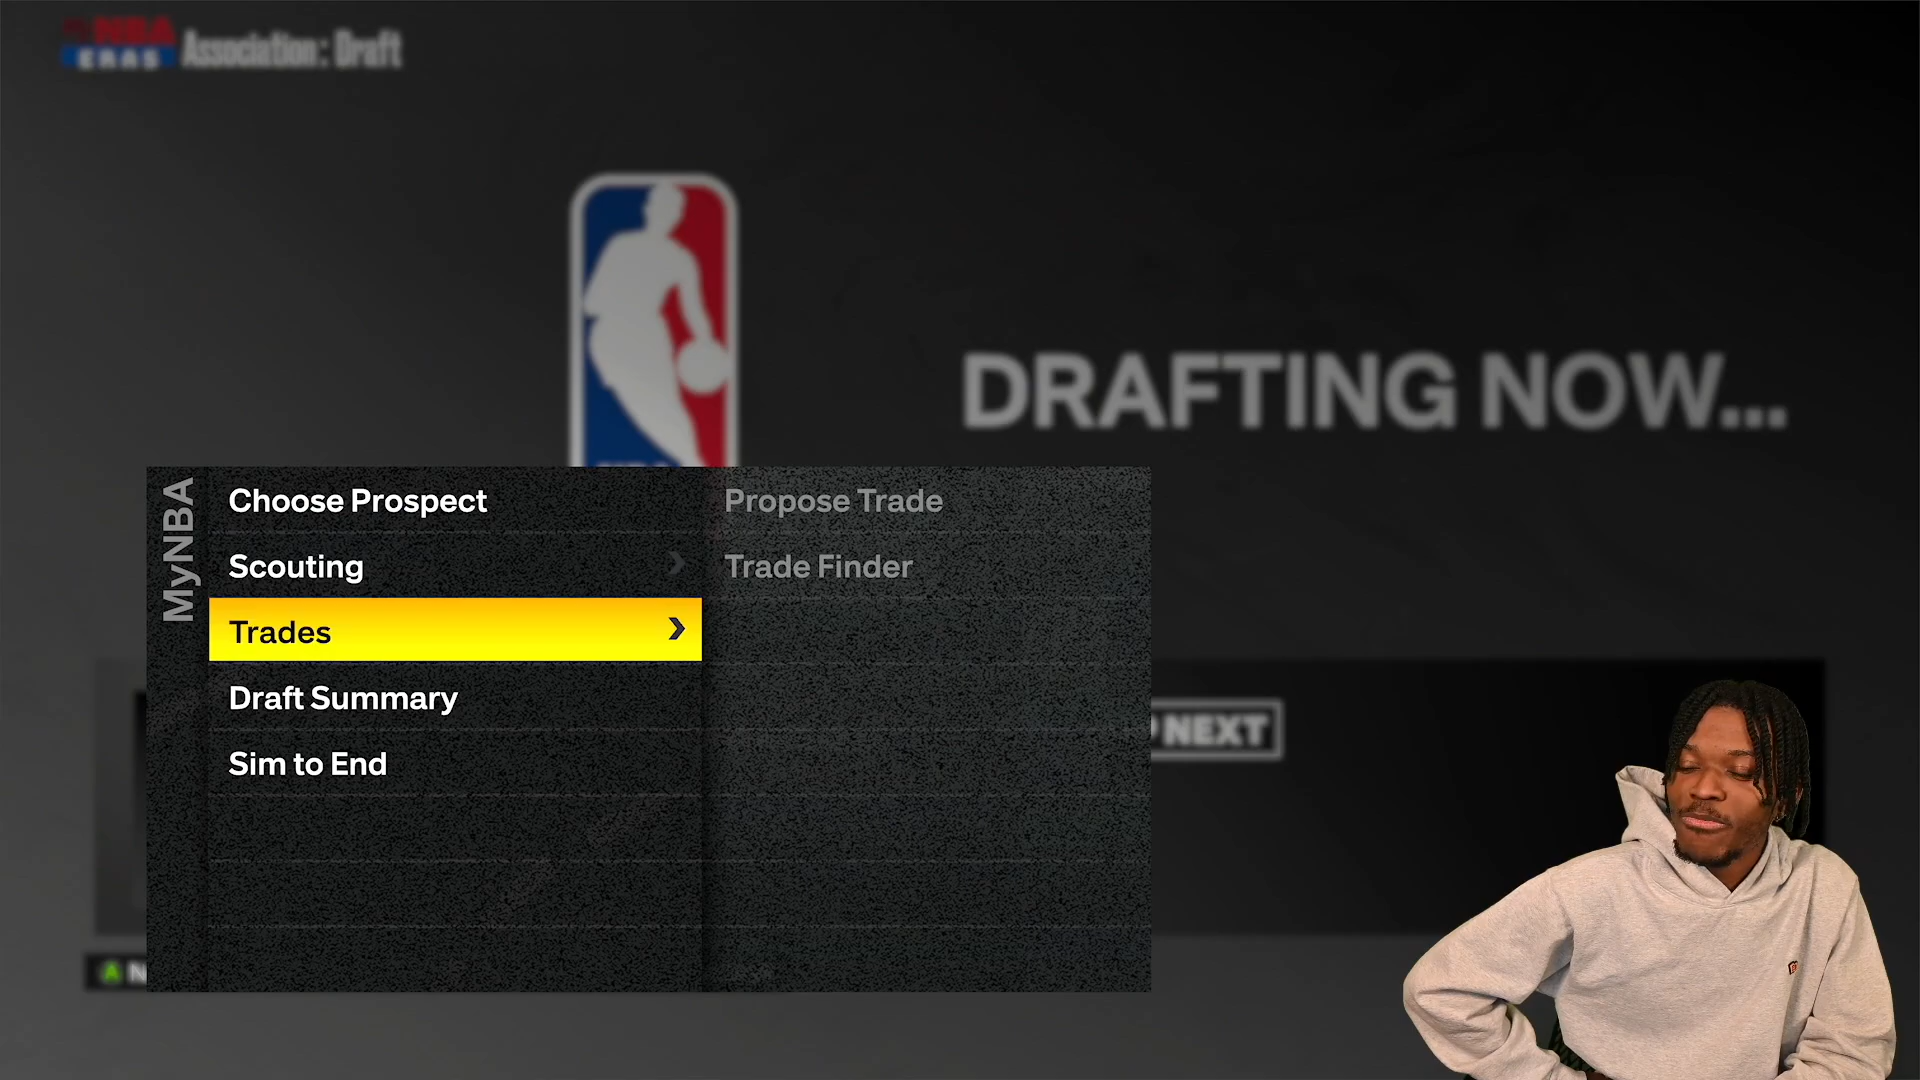 NBA
ERAS
Association: Draft
DRAFTING NOW...
MyNBA
Choose Prospect
Scouting
Trades
Draft Summary
Sim to End
Propose Trade
Trade Finder
NEXT
A N